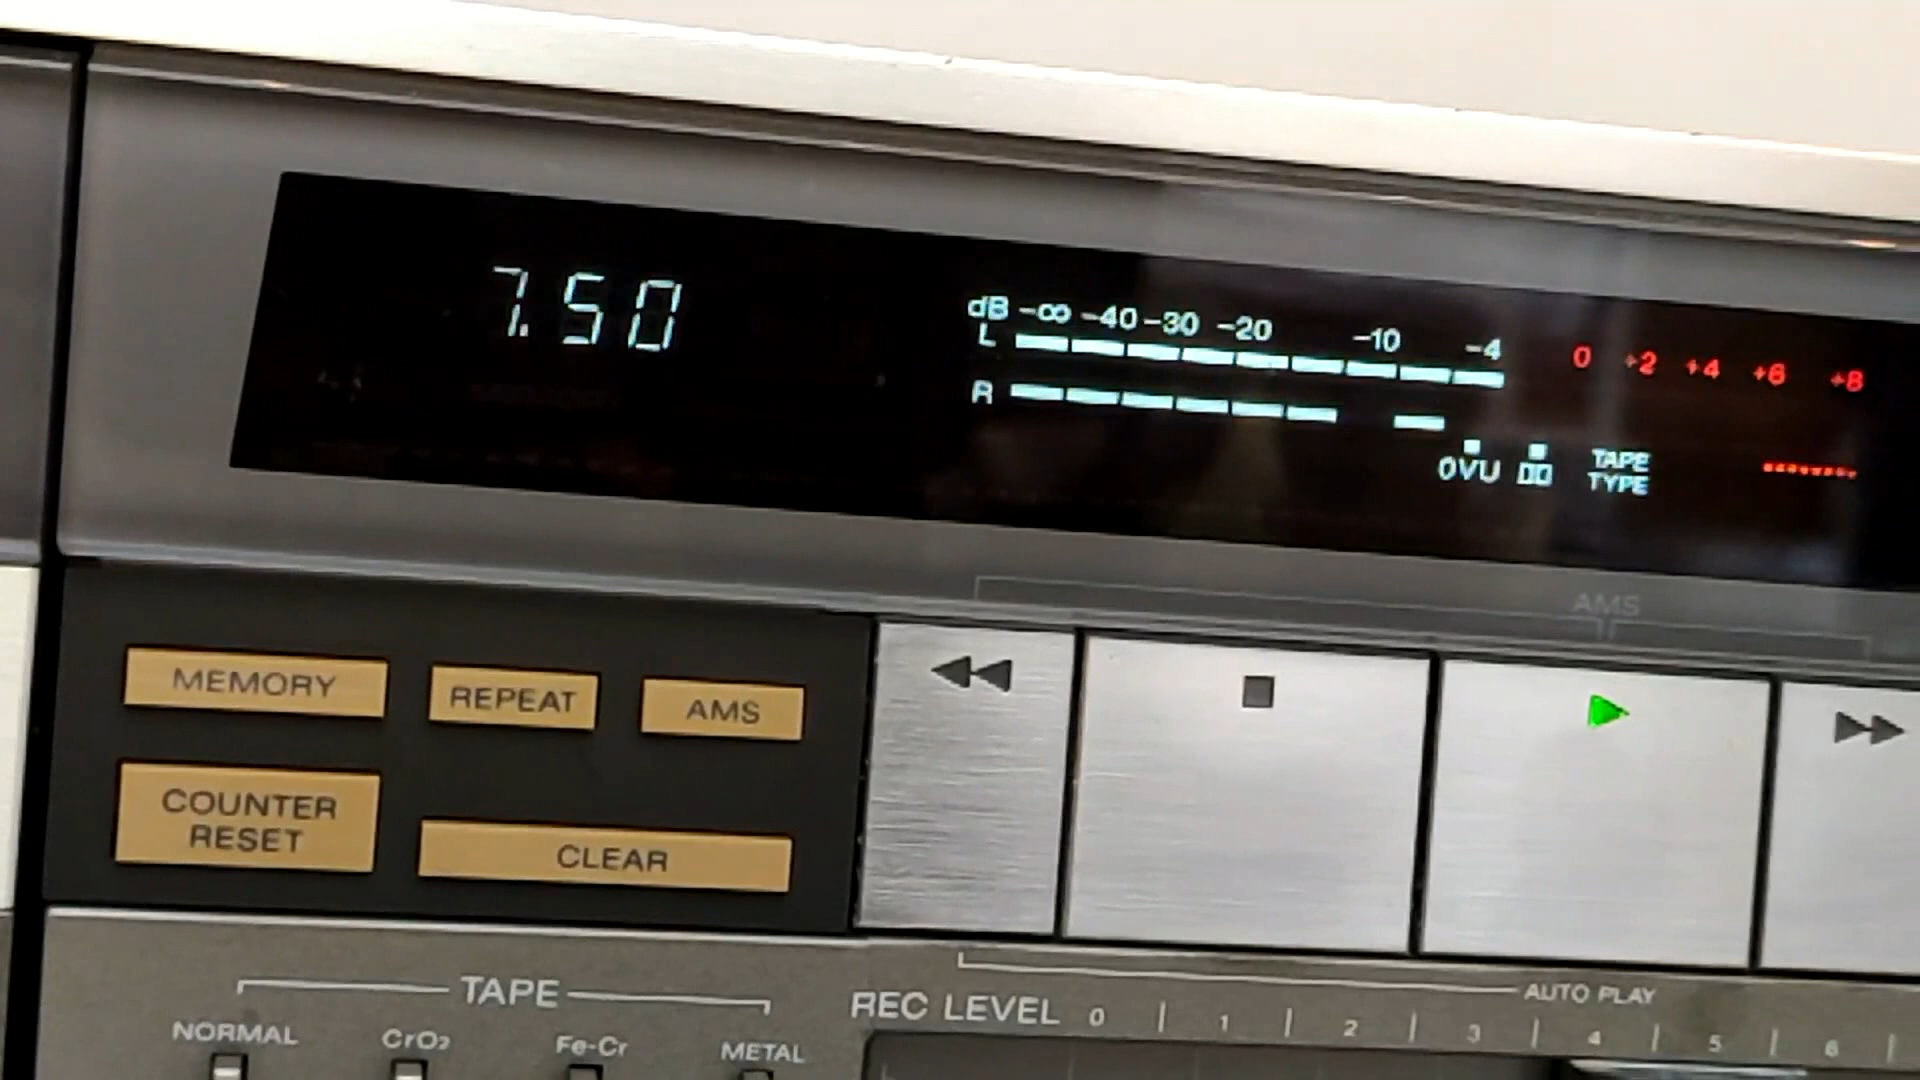 7.50
dB -∞ -40 -30 -20 -10 -4 0 +2 +4 +6 +8
L
R
0VU
TAPE
TYPE
AMS
MEMORY
REPEAT
AMS
COUNTER
RESET
CLEAR
AUTO PLAY
TAPE
NORMAL
CrO2
Fe-Cr
METAL
REC LEVEL 0 1 2 3 4 5 6